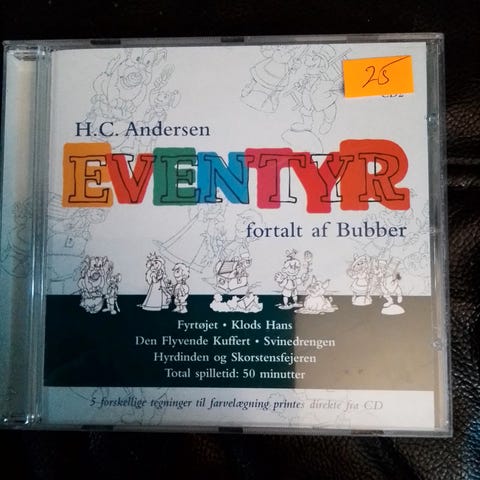 25
CD2
H.C. Andersen
EVENTYR
fortalt af Bubber
Fyrtøjet • Klods Hans
Den Flyvende Kuffert • Svinedrengen
Hyrdinden og Skorstensfejeren
Total spilletid: 50 minutter
5 forskellige tegninger til farvelægning printes direkte fra CD